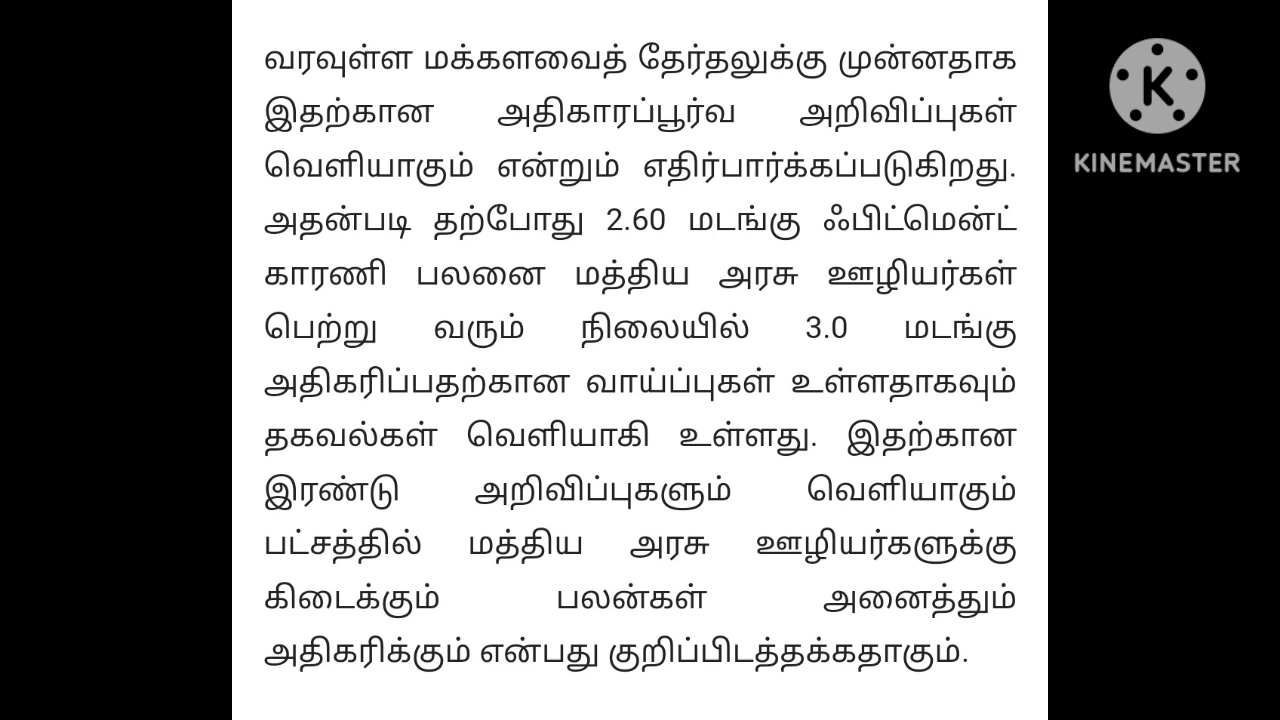 வரவுள்ள மக்களவைத் தேர்தலுக்கு முன்னதாக
இதற்கான அதிகாரப்பூர்வ அறிவிப்புகள்
வெளியாகும் என்றும் எதிர்பார்க்கப்படுகிறது.
அதன்படி தற்போது 2.60 மடங்கு ஃபிட்மென்ட்
காரணி பலனை மத்திய அரசு ஊழியர்கள்
பெற்று வரும் நிலையில் 3.0 மடங்கு
அதிகரிப்பதற்கான வாய்ப்புகள் உள்ளதாகவும்
தகவல்கள் வெளியாகி உள்ளது. இதற்கான
இரண்டு அறிவிப்புகளும் வெளியாகும்
பட்சத்தில் மத்திய அரசு ஊழியர்களுக்கு
கிடைக்கும் பலன்கள் அனைத்தும்
அதிகரிக்கும் என்பது குறிப்பிடத்தக்கதாகும்.
K
KINEMASTER